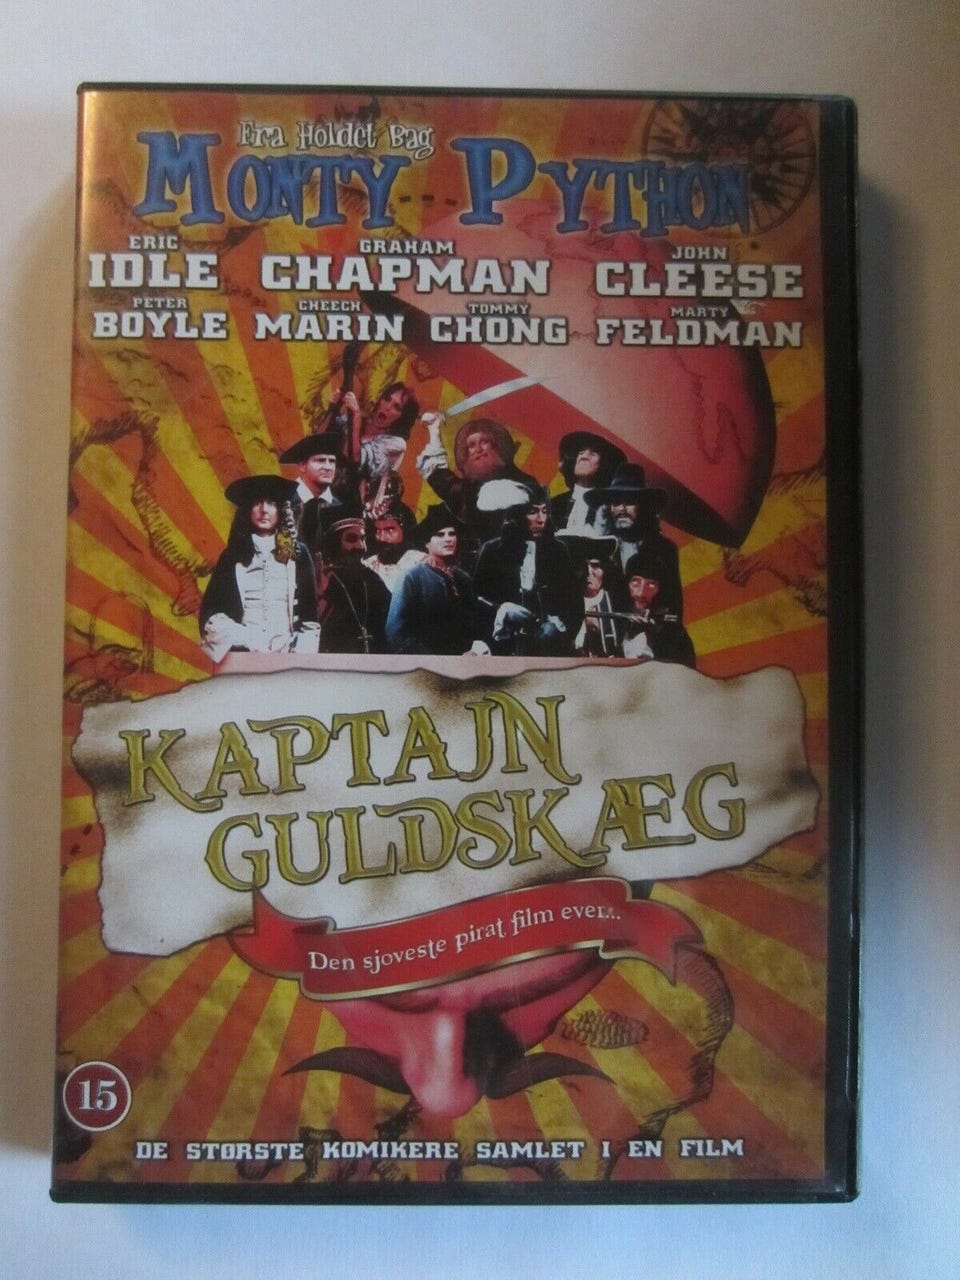 Fra Holdet Bag
MONTY PYTHON
ERIC IDLE
GRAHAM CHAPMAN
JOHN CLEESE
PETER BOYLE
CHEECH MARIN
TOMMY CHONG
MARTY FELDMAN
KAPTAJN
GULDSKÆG
Den sjoveste pirat film ever...
15
DE STØRSTE KOMIKERE SAMLET I EN FILM